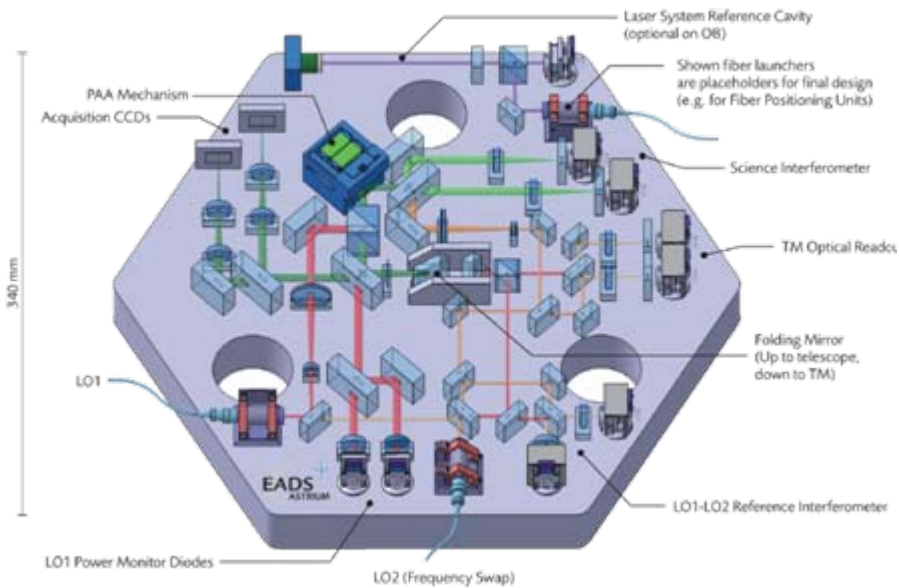 Laser System Reference Cavity
(optional on OB)
Shown fiber launchers
are placeholders for final design
(e.g. for Fiber Positioning Units)
PAA Mechanism
Acquisition CCDs
Science Interferometer
TM Optical Readou
340 mm
Folding Mirror
(Up to telescope,
down to TM)
LO1
EADS
ASTRIUM
LO1-LO2 Reference Interferometer
LO1 Power Monitor Diodes
LO2 (Frequency Swap)